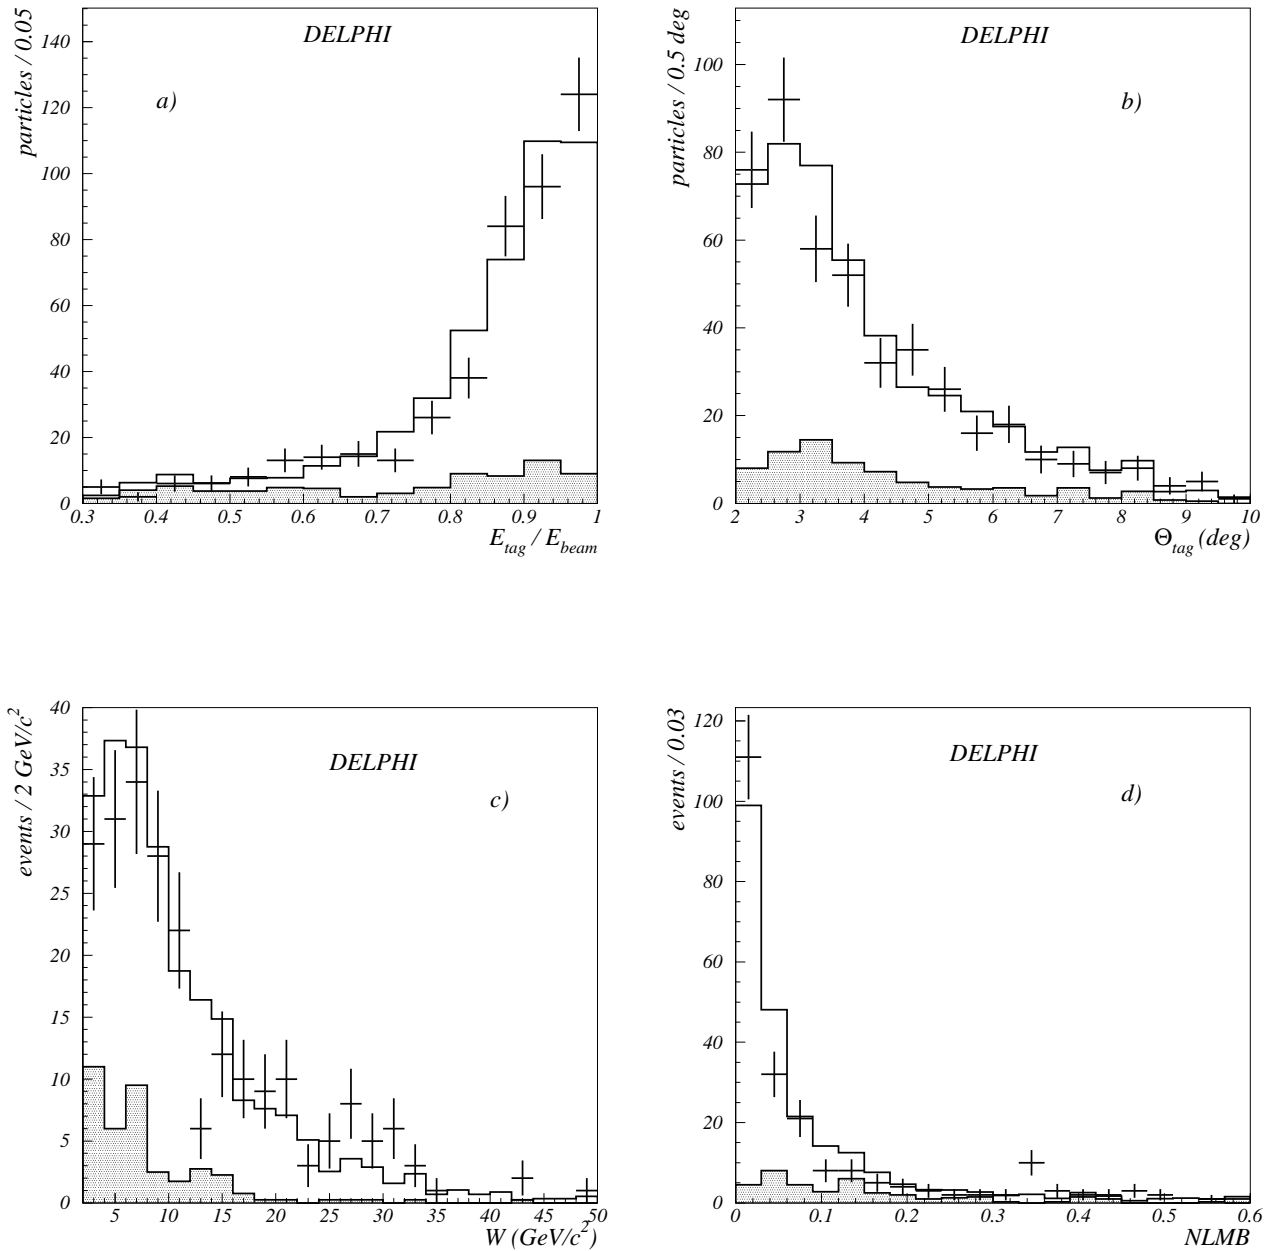 particles / 0.05
DELPHI
a)
140
120
100
80
60
40
20
0
0.3 0.4 0.5 0.6 0.7 0.8 0.9 1
E_tag / E_beam
particles / 0.5 deg
DELPHI
b)
100
80
60
40
20
0
2 3 4 5 6 7 8 9 10
Θ_tag (deg)
events / 2 GeV/c²
DELPHI
c)
40
35
30
25
20
15
10
5
0
5 10 15 20 25 30 35 40 45 50
W (GeV/c²)
events / 0.03
DELPHI
d)
120
100
80
60
40
20
0
0 0.1 0.2 0.3 0.4 0.5 0.6
NLMB